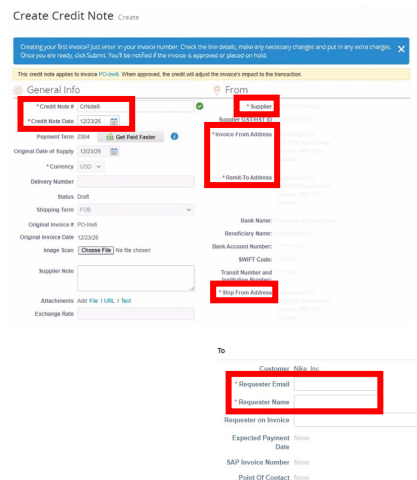 Create Credit Note Create
Creating your first invoice? Just enter in your invoice number. Check the line details, make any necessary changes and put in any extra charges.
Once you are ready, click Submit. You'll be notified if the invoice is approved or placed on hold.
This credit note applies to invoice PO-Inv6. When approved, the credit will adjust the invoice's impact to the transaction.
General Info
* Credit Note # CrNote6
* Credit Note Date 12/23/25
Payment Term Z004 Get Paid Faster
Original Date of Supply 12/23/25
* Currency USD
Delivery Number
Status Draft
Shipping Term FOB
Original Invoice # PO-Inv6
Original Invoice Date 12/23/25
Image Scan Choose File No file chosen
Supplier Note
Attachments Add File | URL | Text
Exchange Rate
From
* Supplier
Supplier GST/HST ID
* Invoice From Address
* Remit-To Address
Bank Name:
Beneficiary Name:
Bank Account Number:
SWIFT Code:
Transit Number and
Institution Number:
* Ship From Address
To
Customer Nike, Inc.
* Requester Email
* Requester Name
Requester on Invoice
Expected Payment None
Date
SAP Invoice Number None
Point Of Contact None